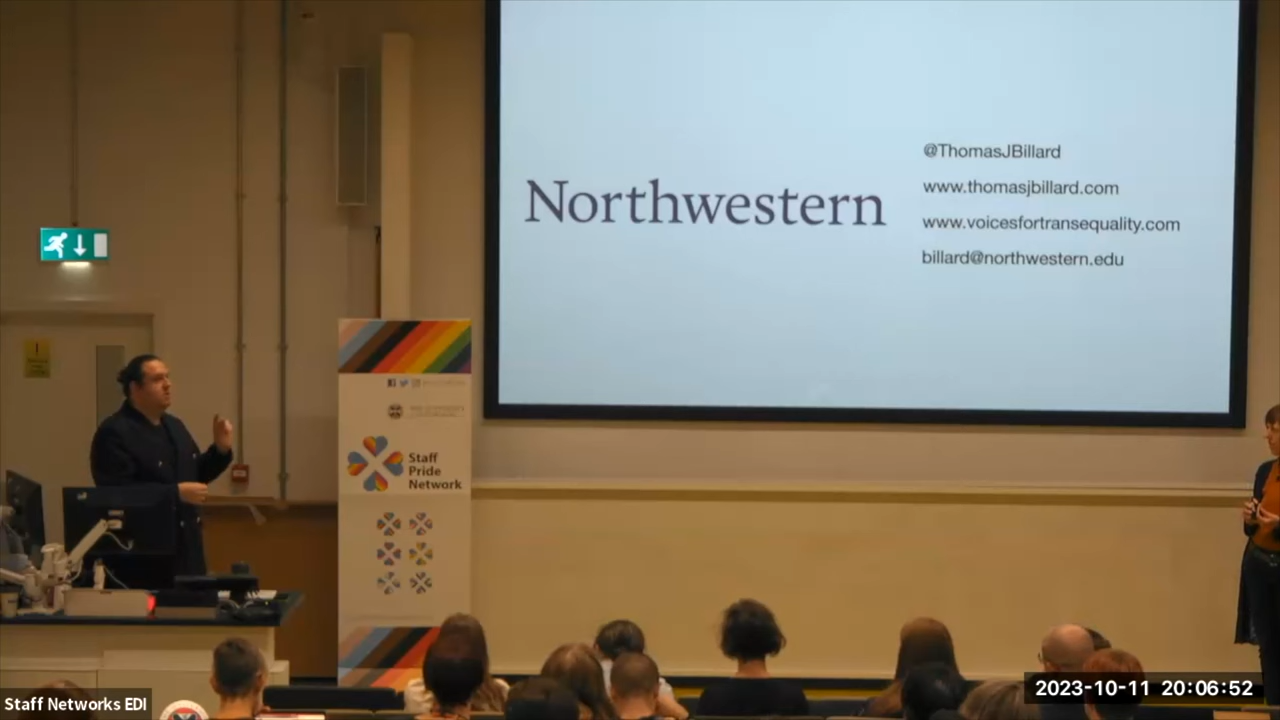 @ThomasJBillard
www.thomasjbillard.com
Northwestern
www.voicesfortransequality.com
billard@northwestern.edu
Staff
Pride
Network
Staff Networks EDI
2023-10-11 20:06:52